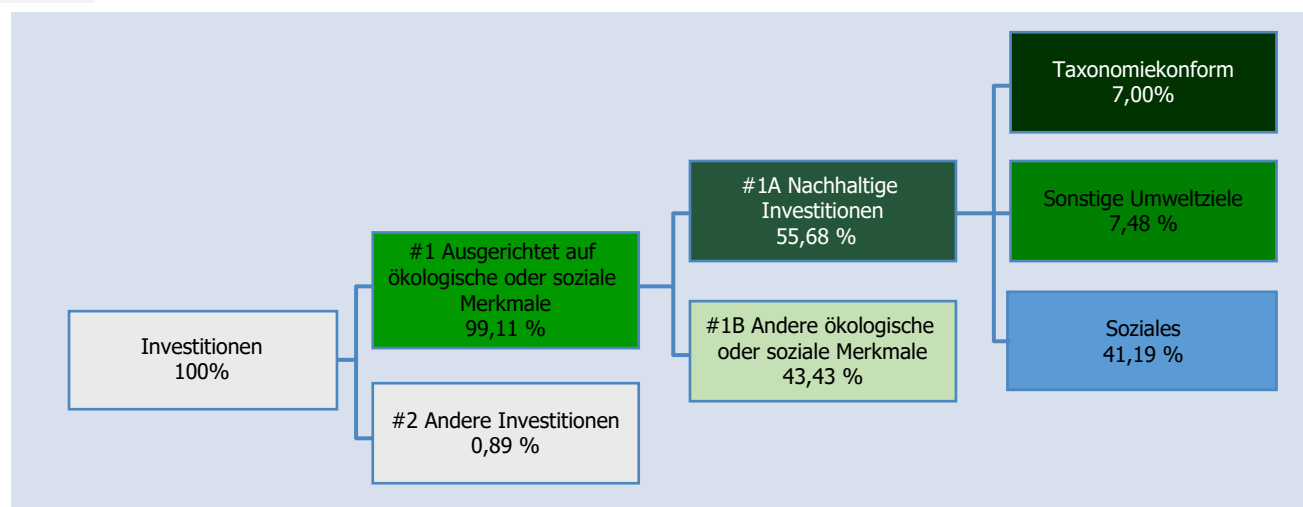 Investitionen
100%
#1 Ausgerichtet auf
ökologische oder soziale
Merkmale
99,11 %
#2 Andere Investitionen
0,89 %
#1A Nachhaltige
Investitionen
55,68 %
#1B Andere ökologische
oder soziale Merkmale
43,43 %
Taxonomiekonform
7,00%
Sonstige Umweltziele
7,48 %
Soziales
41,19 %